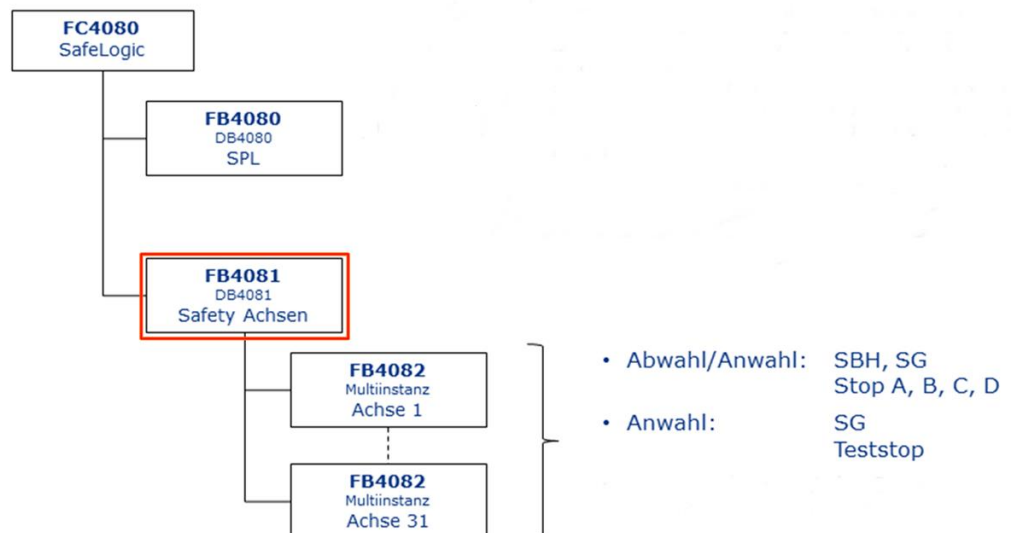 FC4080
SafeLogic
FB4080
DB4080
SPL
FB4081
DB4081
Safety Achsen
FB4082
Multiinstanz
Achse 1
FB4082
Multiinstanz
Achse 31
• Abwahl/Anwahl: SBH, SG
Stop A, B, C, D
• Anwahl: SG
Teststop